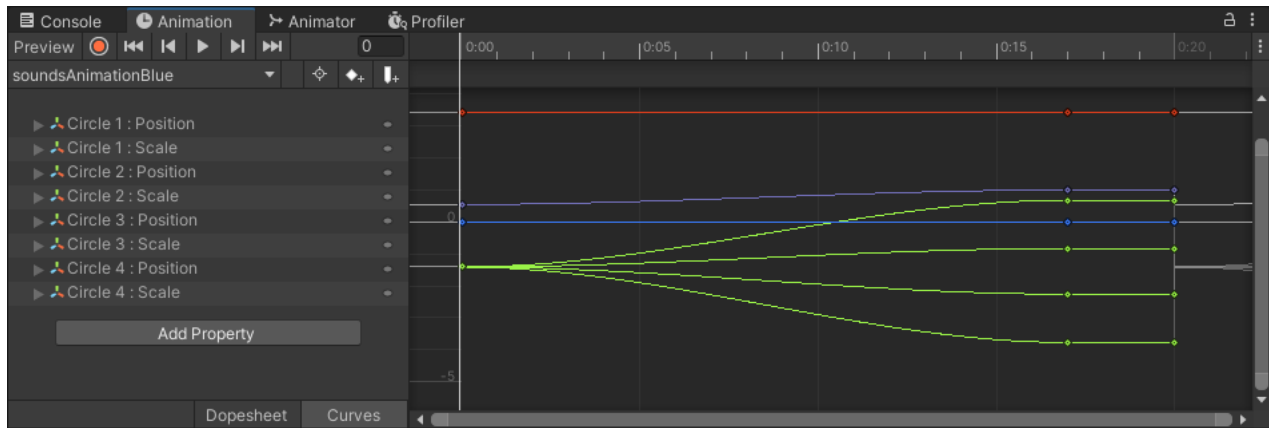 Console Animation Animator Profiler
Preview 0 0:00 0:05 0:10 0:15 0:20
soundsAnimationBlue
Circle 1 : Position
Circle 1 : Scale
Circle 2 : Position
Circle 2 : Scale
Circle 3 : Position
0
Circle 3 : Scale
Circle 4 : Position
Circle 4 : Scale
Add Property
-5
Dopesheet Curves